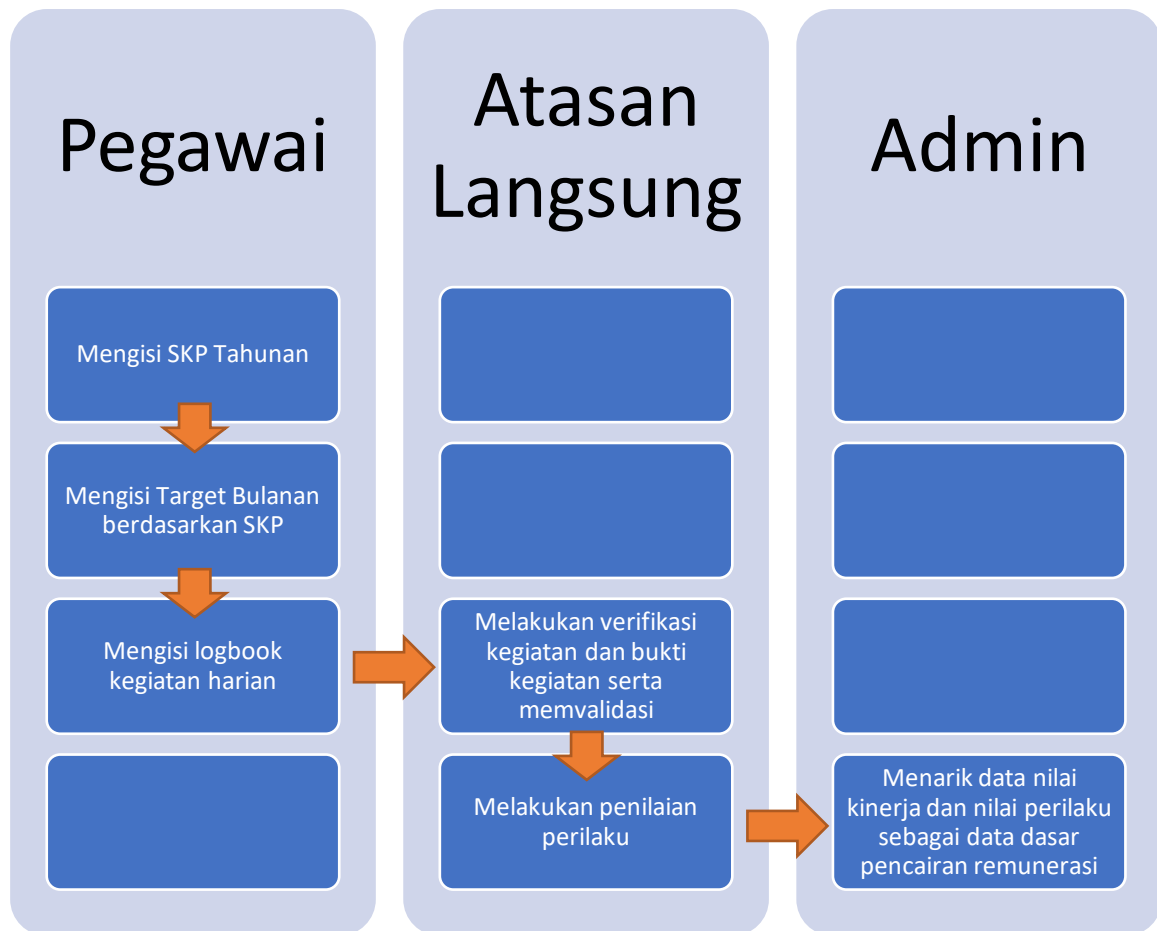 Pegawai
Atasan
Langsung
Admin
Mengisi SKP Tahunan
Mengisi Target Bulanan
berdasarkan SKP
Mengisi logbook
kegiatan harian
Melakukan verifikasi
kegiatan dan bukti
kegiatan serta
memvalidasi
Melakukan penilaian
perilaku
Menarik data nilai
kinerja dan nilai perilaku
sebagai data dasar
pencairan remunerasi